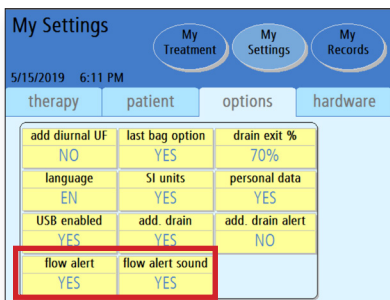 My Settings
My Treatment
My Settings
My Records
5/15/2019 6:11 PM
therapy patient options hardware
add diurnal UF last bag option drain exit %
NO YES 70%
language SI units personal data
EN YES YES
USB enabled add. drain add. drain alert
YES YES NO
flow alert flow alert sound
YES YES